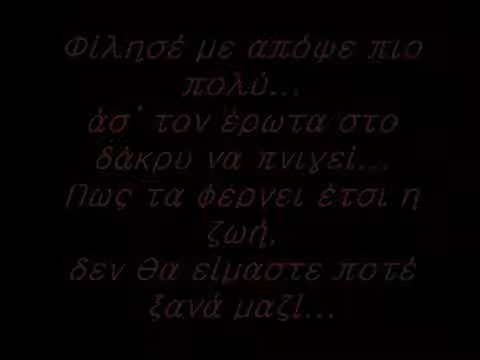 Φίλησέ με απόψε πιο
πολύ...
άσ' τον έρωτα στο
δάκρυ να πνιγεί...
Πως τα φέρνει έτσι η
ζωή,
δεν θα είμαστε ποτέ
ξανά μαζί...